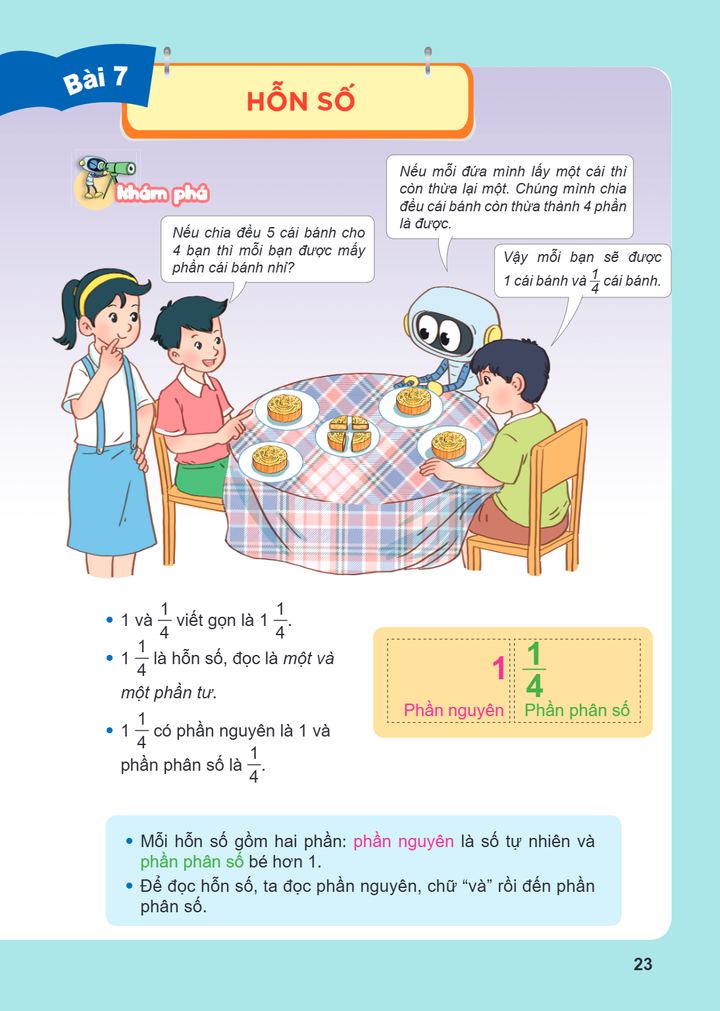 Bài 7
HỖN SỐ
Khám phá
Nếu mỗi đứa mình lấy một cái thì
còn thừa lại một. Chúng mình chia
đều cái bánh còn thừa thành 4 phần
là được.
Nếu chia đều 5 cái bánh cho
4 bạn thì mỗi bạn được mấy
phần cái bánh nhỉ?
Vậy mỗi bạn sẽ được
1 cái bánh và 1/4 cái bánh.
• 1 và 1/4 viết gọn là 1 1/4.
• 1 1/4 là hỗn số, đọc là một và
một phần tư.
• 1 1/4 có phần nguyên là 1 và
phần phân số là 1/4.
1 1/4
Phần nguyên Phần phân số
• Mỗi hỗn số gồm hai phần: phần nguyên là số tự nhiên và
phần phân số bé hơn 1.
• Để đọc hỗn số, ta đọc phần nguyên, chữ “và” rồi đến phần
phân số.
23